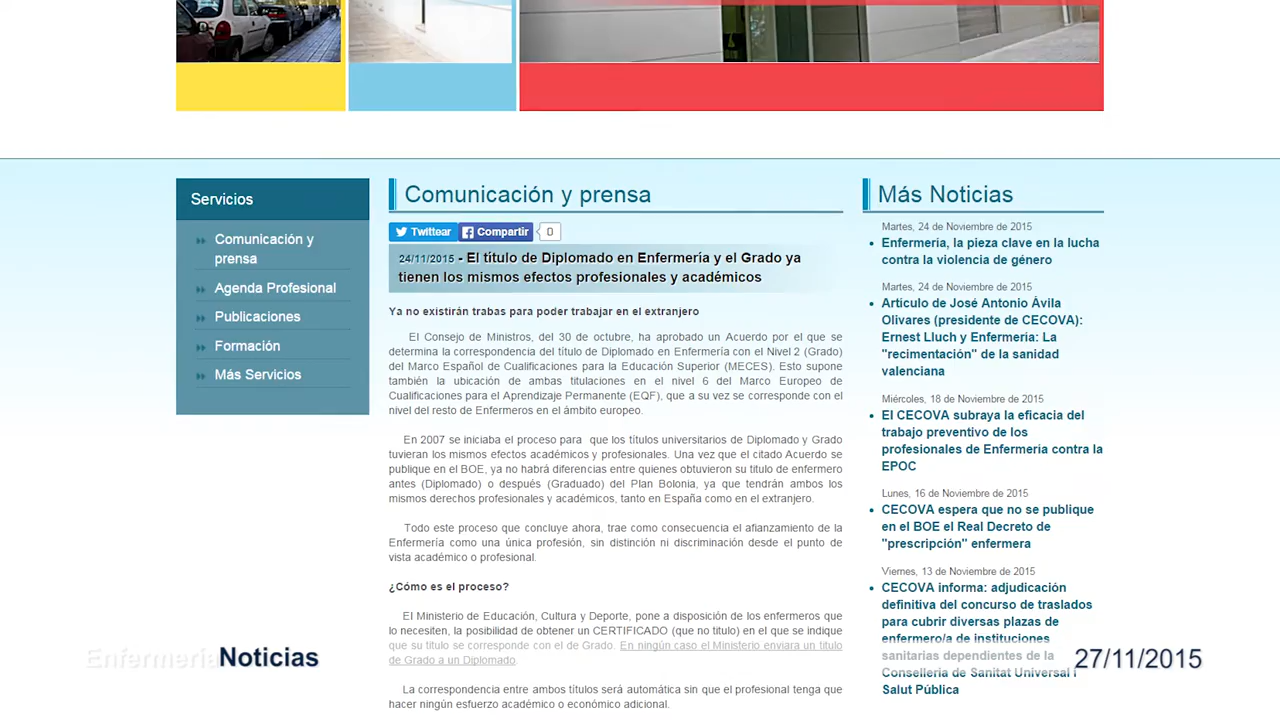 Servicios
Comunicación y
prensa
Agenda Profesional
Publicaciones
Formación
Más Servicios
Comunicación y prensa
Twittear Compartir 0
24/11/2015 - El título de Diplomado en Enfermería y el Grado ya
tienen los mismos efectos profesionales y académicos
Ya no existirán trabas para poder trabajar en el extranjero
El Consejo de Ministros, del 30 de octubre, ha aprobado un Acuerdo por el que se
determina la correspondencia del título de Diplomado en Enfermería con el Nivel 2 (Grado)
del Marco Español de Cualificaciones para la Educación Superior (MECES). Esto supone
también la ubicación de ambas titulaciones en el nivel 6 del Marco Europeo de
Cualificaciones para el Aprendizaje Permanente (EQF), que a su vez se corresponde con el
nivel del resto de Enfermeros en el ámbito europeo.
En 2007 se iniciaba el proceso para que los títulos universitarios de Diplomado y Grado
tuvieran los mismos efectos académicos y profesionales. Una vez que el citado Acuerdo se
publique en el BOE, ya no habrá diferencias entre quienes obtuvieron su título de enfermero
antes (Diplomado) o después (Graduado) del Plan Bolonia, ya que tendrán ambos los
mismos derechos profesionales y académicos, tanto en España como en el extranjero.
Todo este proceso que concluye ahora, trae como consecuencia el afianzamiento de la
Enfermería como una única profesión, sin distinción ni discriminación desde el punto de
vista académico o profesional.
¿Cómo es el proceso?
El Ministerio de Educación, Cultura y Deporte, pone a disposición de los enfermeros que
lo necesiten, la posibilidad de obtener un CERTIFICADO (que no título) en el que se indique
que su título se corresponde con el de Grado. En ningún caso el Ministerio enviara un título
de Grado a un Diplomado.
La correspondencia entre ambos títulos será automática sin que el profesional tenga que
hacer ningún esfuerzo académico o económico adicional.
Más Noticias
Martes, 24 de Noviembre de 2015
Enfermería, la pieza clave en la lucha
contra la violencia de género
Martes, 24 de Noviembre de 2015
Artículo de José Antonio Ávila
Olivares (presidente de CECOVA):
Ernest Lluch y Enfermería: La
"recimentación" de la sanidad
valenciana
Miércoles, 18 de Noviembre de 2015
El CECOVA subraya la eficacia del
trabajo preventivo de los
profesionales de Enfermería contra la
EPOC
Lunes, 16 de Noviembre de 2015
CECOVA espera que no se publique
en el BOE el Real Decreto de
"prescripción" enfermera
Viernes, 13 de Noviembre de 2015
CECOVA informa: adjudicación
definitiva del concurso de traslados
para cubrir diversas plazas de
enfermero/a de instituciones
sanitarias dependientes de la
Conselleria de Sanitat Universal i
Salut Pública
EnfermeriaNoticias
27/11/2015